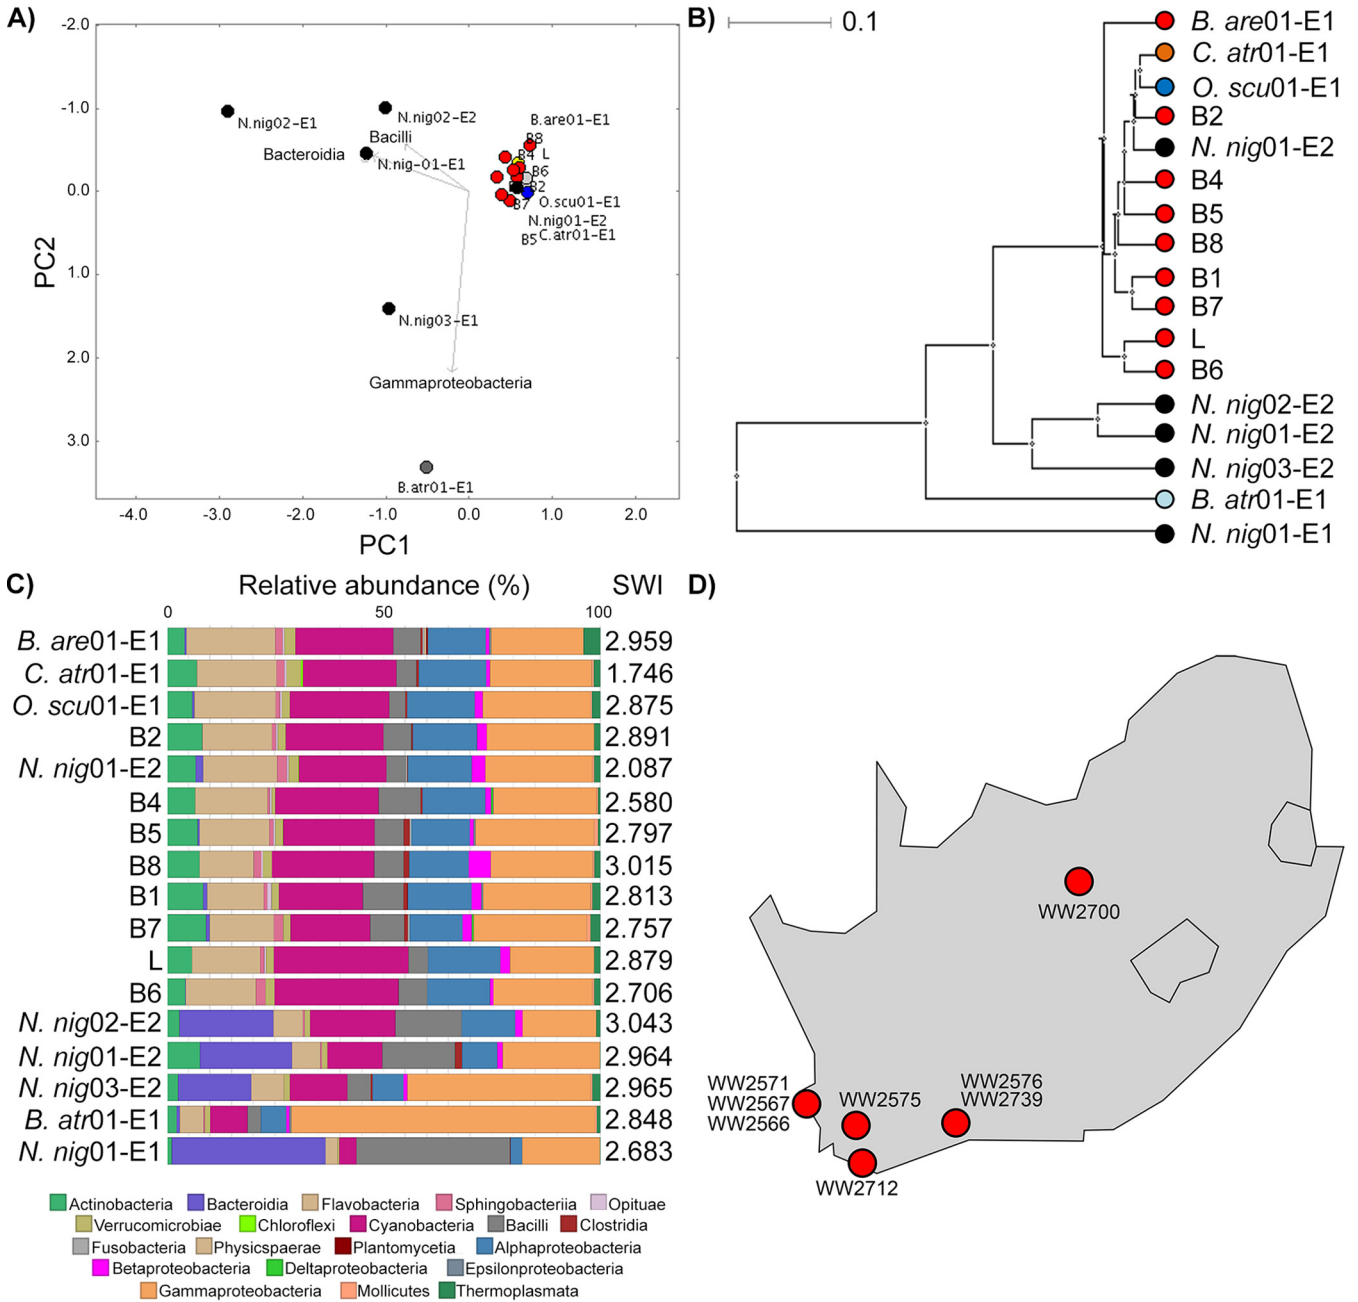 A)
-2.0
-1.0
0.0
1.0
2.0
3.0
PC2
N.nig02-E1
N.nig02-E2
Bacilli
Bacteroidia
N.nig-01-E1
B.are01-E1
B8
B4 L
B6
B2
O.scu01-E1
B7
N.nig01-E2
B5 C.atr01-E1
N.nig03-E1
Gammaproteobacteria
B.atr01-E1
-4.0 -3.0 -2.0 -1.0 0.0 1.0 2.0
PC1
B)
0.1
B. are01-E1
C. atr01-E1
O. scu01-E1
B2
N. nig01-E2
B4
B5
B8
B1
B7
L
B6
N. nig02-E2
N. nig01-E2
N. nig03-E2
B. atr01-E1
N. nig01-E1
C) Relative abundance (%) SWI
0 50 100
B. are01-E1 2.959
C. atr01-E1 1.746
O. scu01-E1 2.875
B2 2.891
N. nig01-E2 2.087
B4 2.580
B5 2.797
B8 3.015
B1 2.813
B7 2.757
L 2.879
B6 2.706
N. nig02-E2 3.043
N. nig01-E2 2.964
N. nig03-E2 2.965
B. atr01-E1 2.848
N. nig01-E1 2.683
Actinobacteria Bacteroidia Flavobacteria Sphingobacteriia Opituae
Verrucomicrobiae Chloroflexi Cyanobacteria Bacilli Clostridia
Fusobacteria Physicspaerae Plantomycetia Alphaproteobacteria
Betaproteobacteria Deltaproteobacteria Epsilonproteobacteria
Gammaproteobacteria Mollicutes Thermoplasmata
D)
WW2700
WW2571
WW2567
WW2566
WW2575
WW2576
WW2739
WW2712